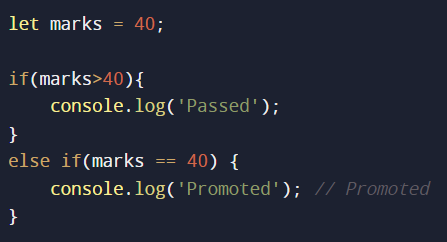 let marks = 40;
if(marks>40){
    console.log('Passed');
}
else if(marks == 40) {
    console.log('Promoted'); // Promoted
}